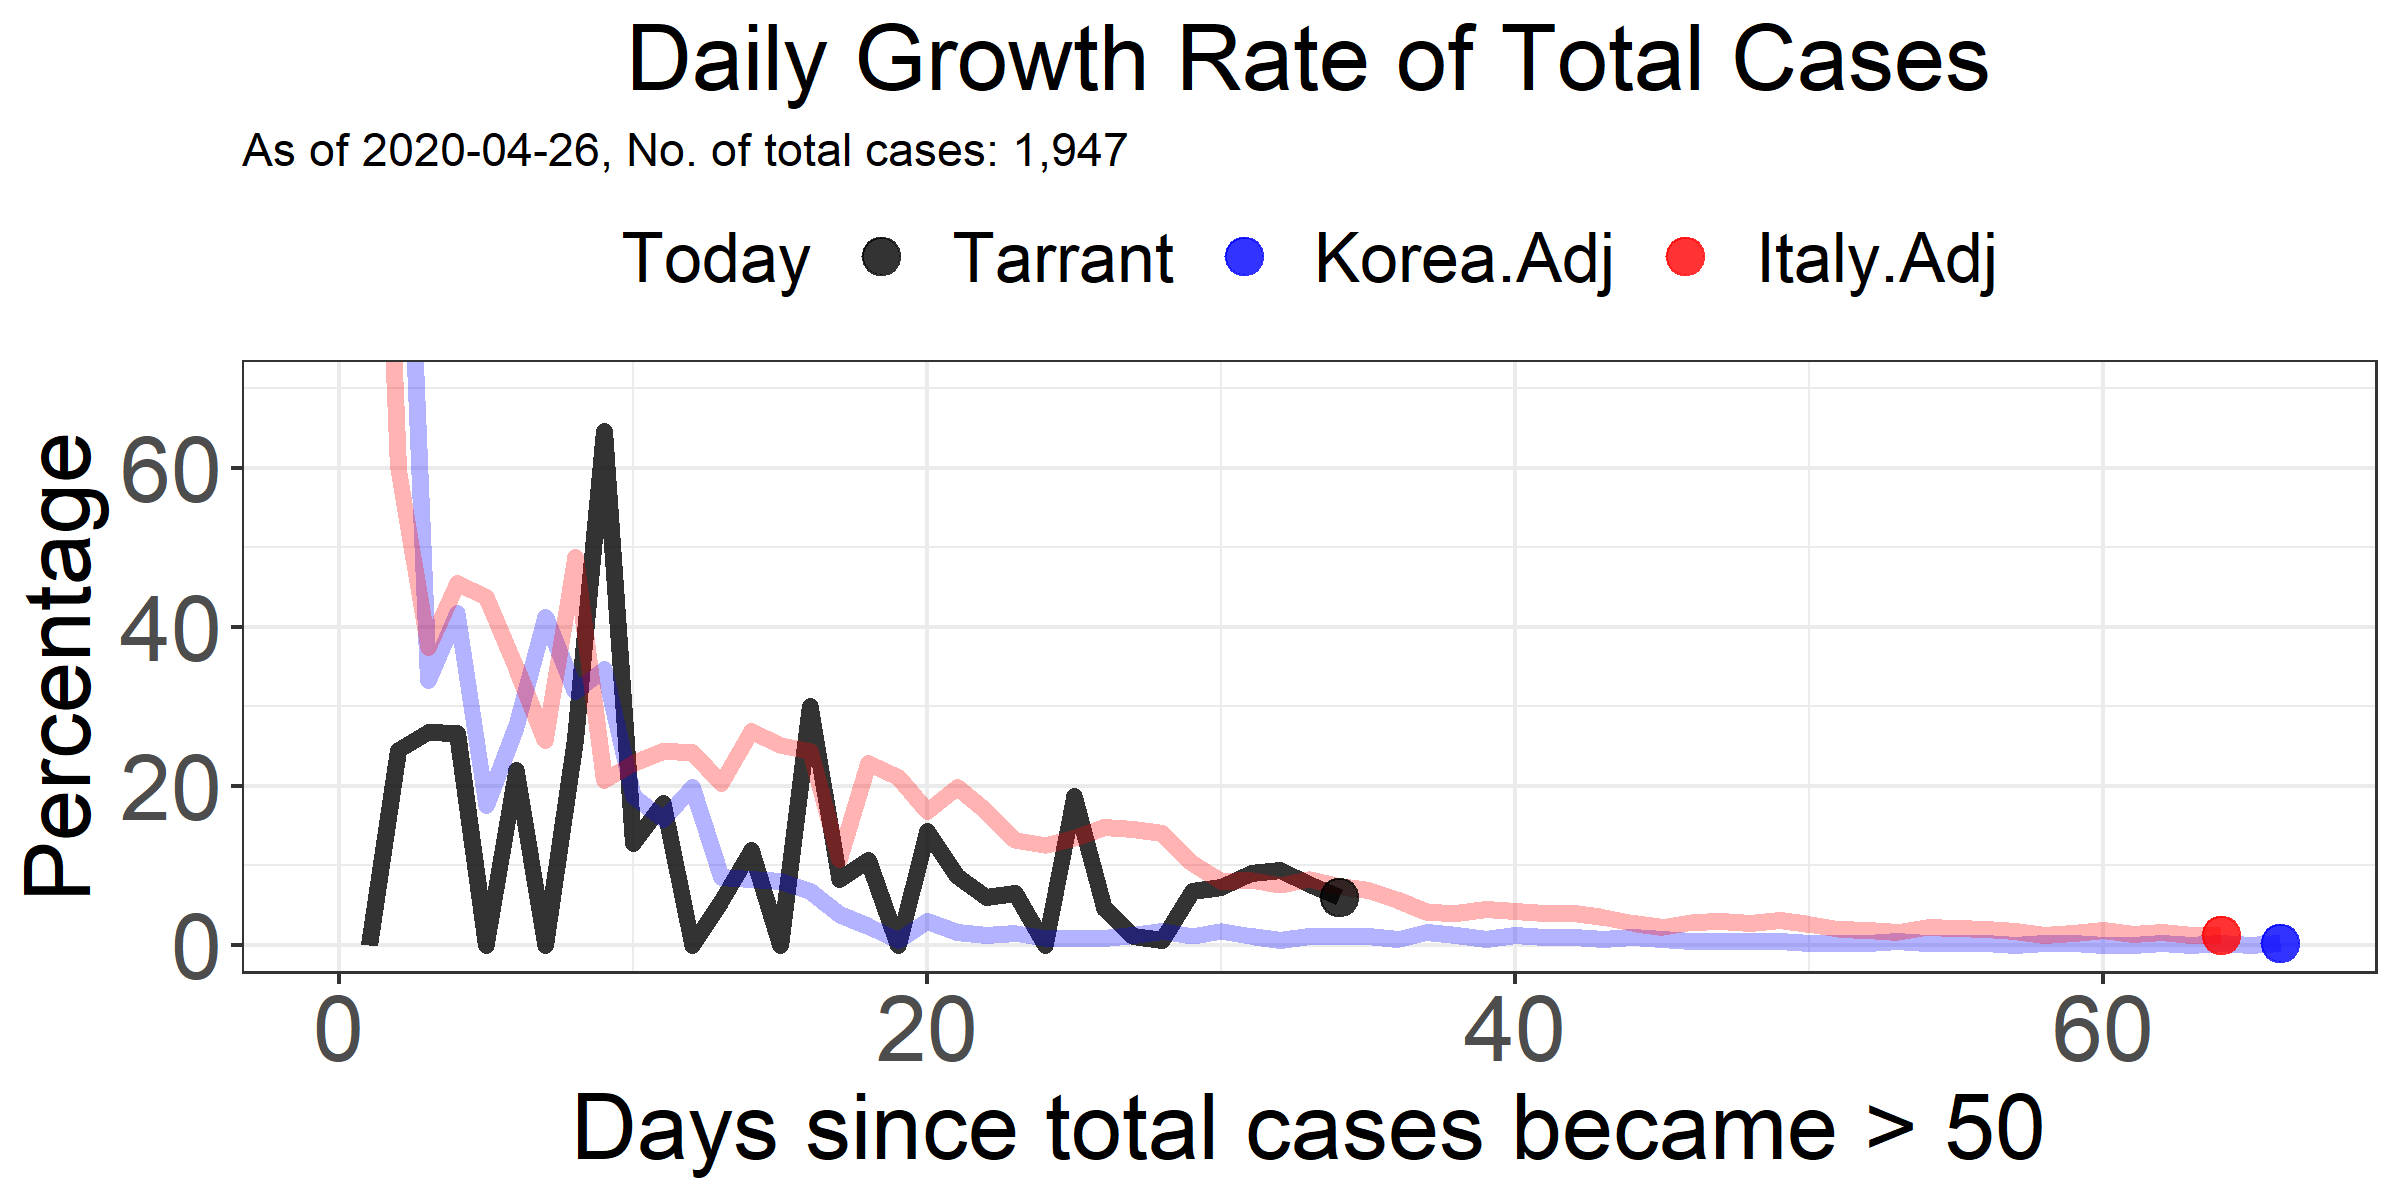 Daily Growth Rate of Total Cases
As of 2020-04-26, No. of total cases: 1,947
Today Tarrant Korea.Adj Italy.Adj
Percentage
60
40
20
0
0 20 40 60
Days since total cases became > 50